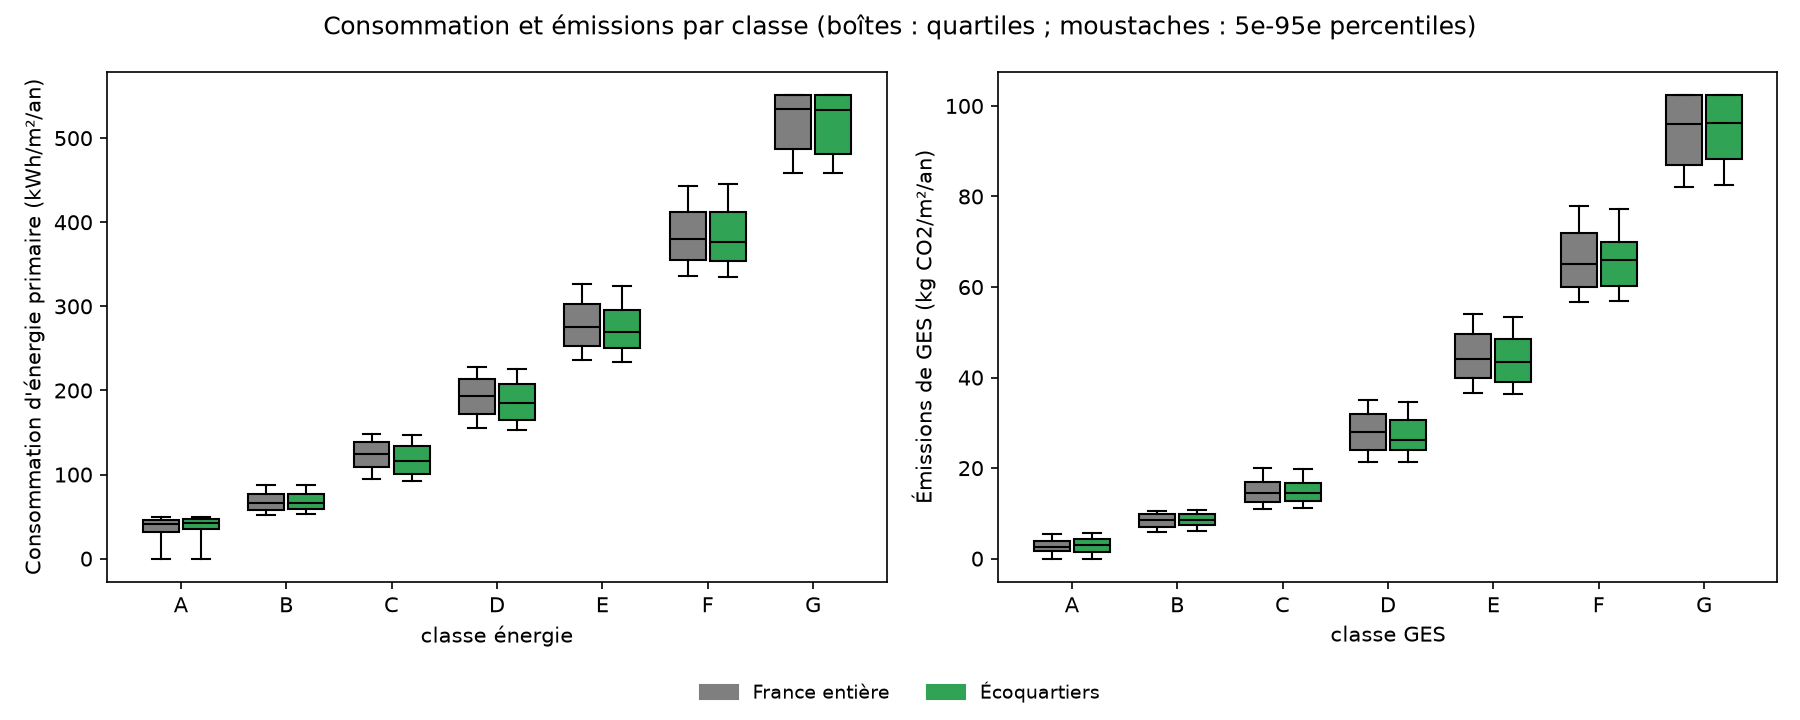 Consommation et émissions par classe (boîtes : quartiles ; moustaches : 5e-95e percentiles)
Consommation d'énergie primaire (kWh/m²/an)
500
400
300
200
100
0
A B C D E F G
classe énergie
Émissions de GES (kg CO2/m²/an)
100
80
60
40
20
0
A B C D E F G
classe GES
France entière
Écoquartiers